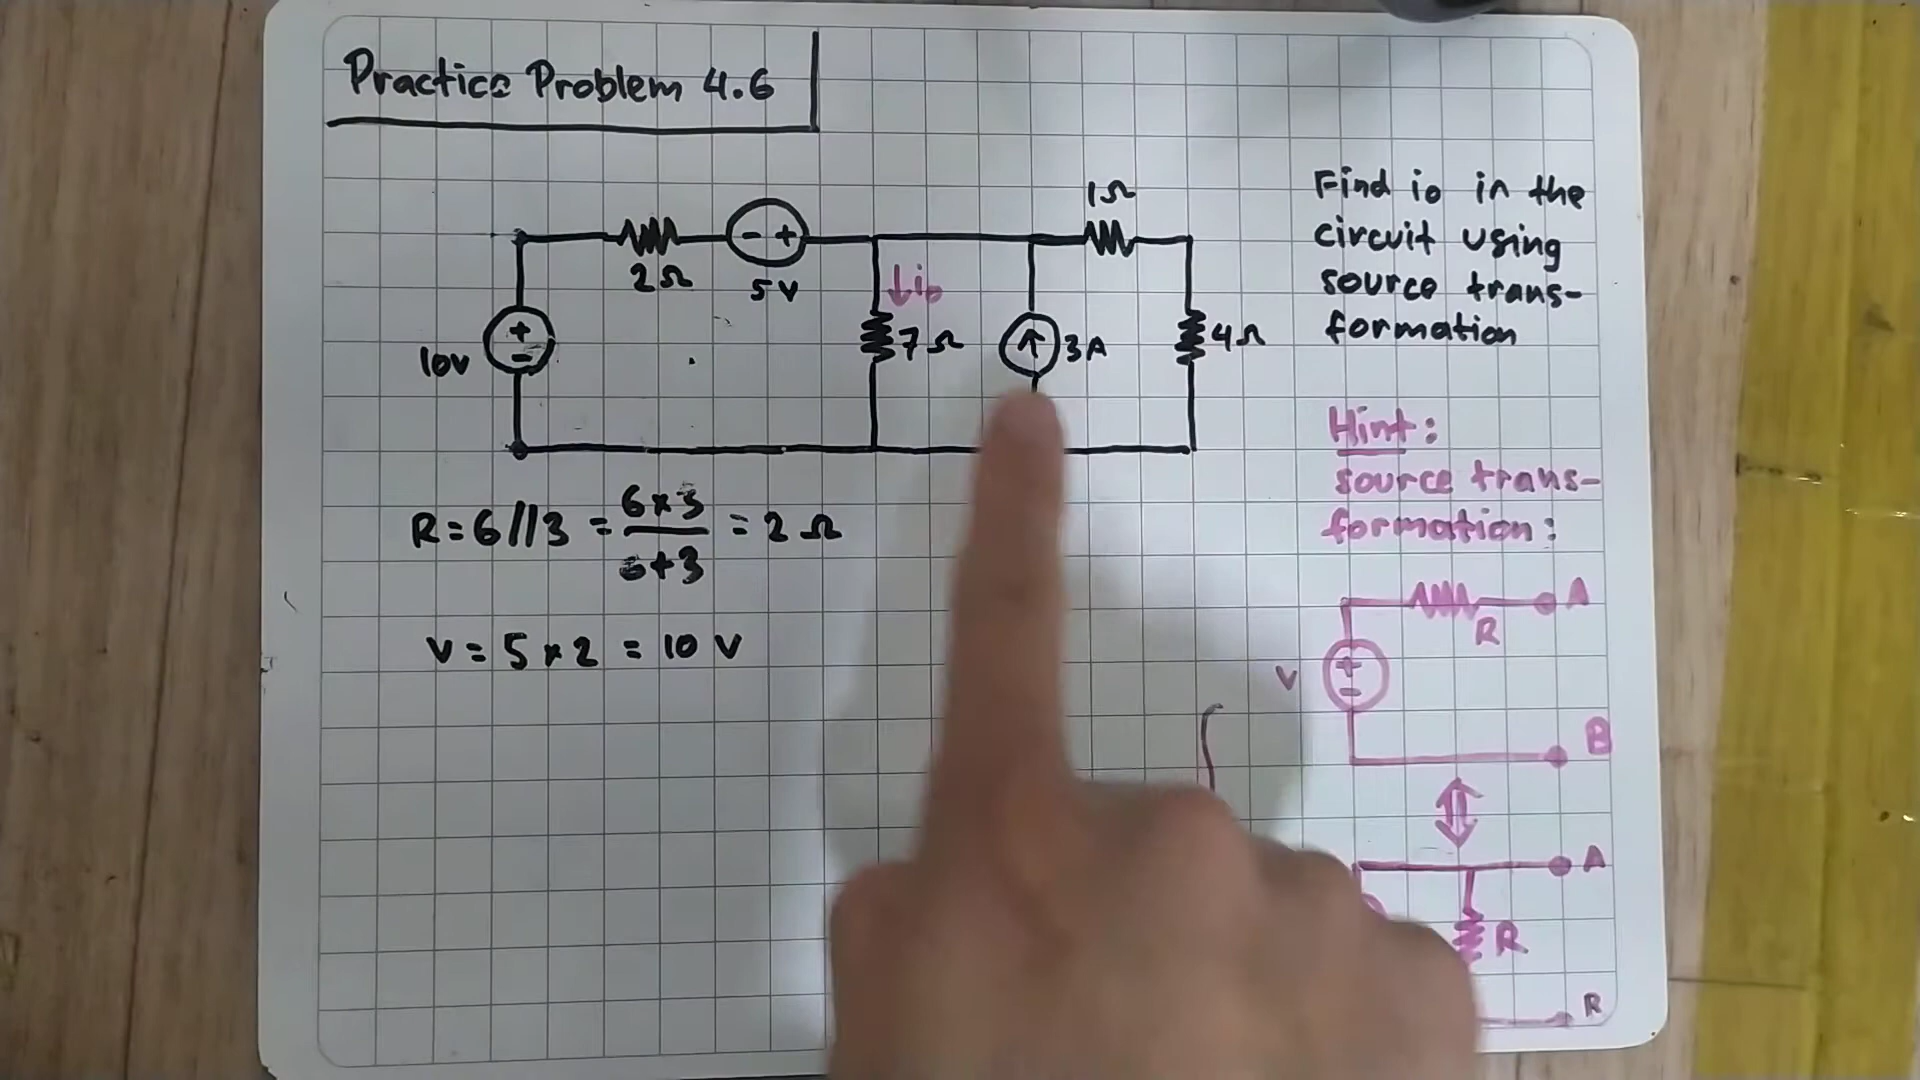 Practice Problem 4.6
1Ω
- +
2Ω
5V
↓io
+
-
10V
7Ω
↑
3A
4Ω
Find io in the
circuit using
source trans-
formation
Hint:
source trans-
formation:
R = 6//3 = 6×3 / 6+3 = 2 Ω
V = 5 × 2 = 10 V
A
R
V
+
-
B
A
R